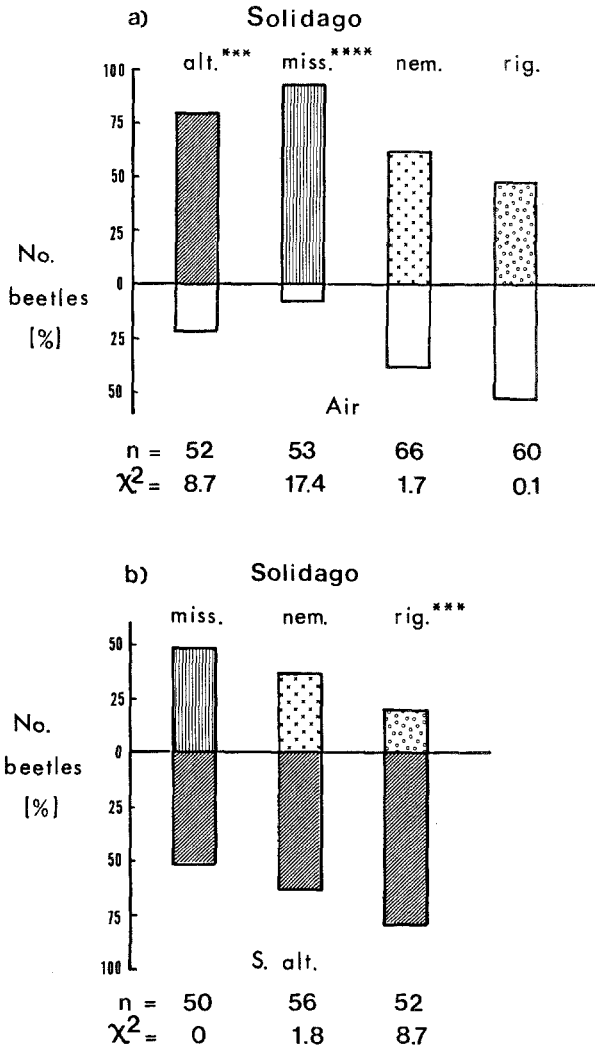 a) Solidago
alt.*** miss.**** nem. rig.
100
75
50
25
0
25
50
No.
beetles
[%]
Air
n = 52 53 66 60
χ2 = 8.7 17.4 1.7 0.1
b) Solidago
miss. nem. rig.***
50
25
0
25
50
75
100
No.
beetles
[%]
S. alt.
n = 50 56 52
χ2 = 0 1.8 8.7